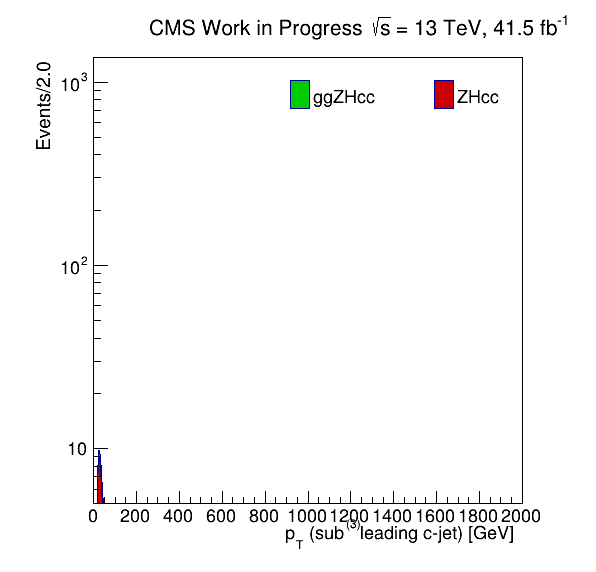 CMS Work in Progress √s = 13 TeV, 41.5 fb⁻¹
Events/2.0
10³
10²
10
ggZHcc
ZHcc
0 200 400 600 800 1000 1200 1400 1600 1800 2000
p_T (sub⁽³⁾leading c-jet) [GeV]